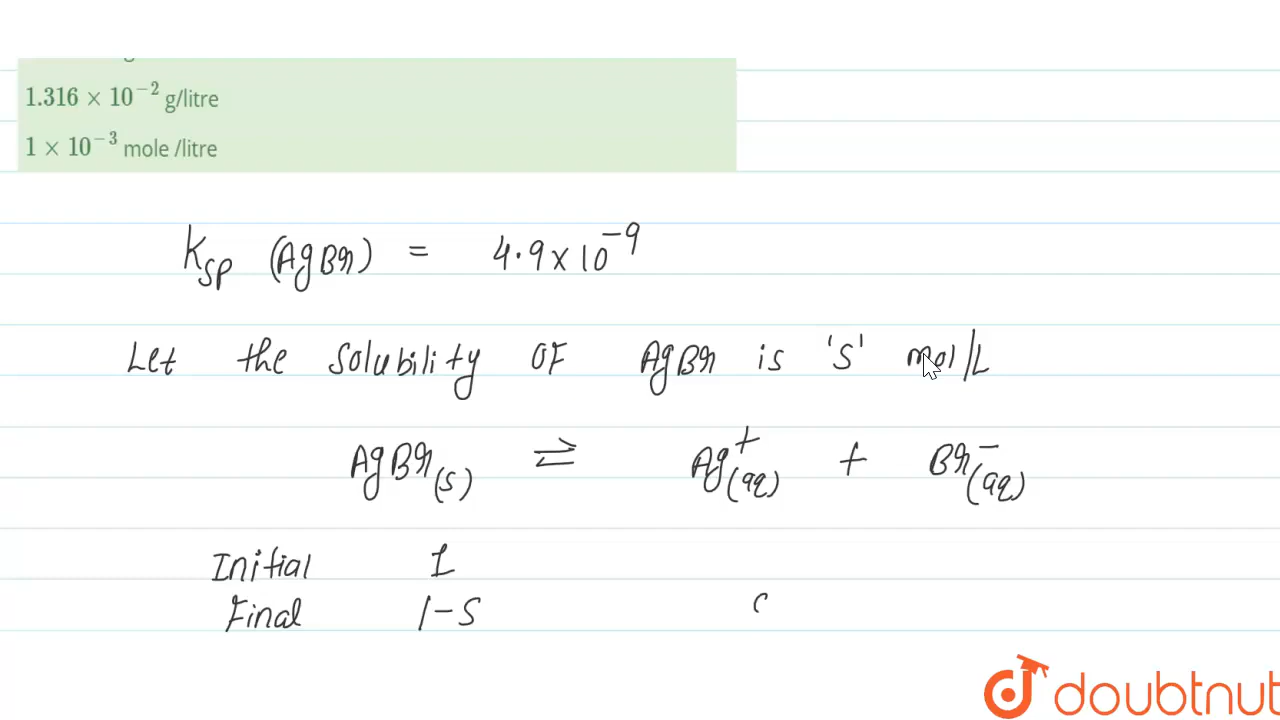 1.316 × 10⁻² g/litre
1 × 10⁻³ mole /litre
Ksp (AgBr) = 4.9 × 10⁻⁹
Let the solubility of AgBr is 'S' mol/L
AgBr(s) ⇌ Ag⁺(aq) + Br⁻(aq)
Initial 1
Final 1-S
doubtnut